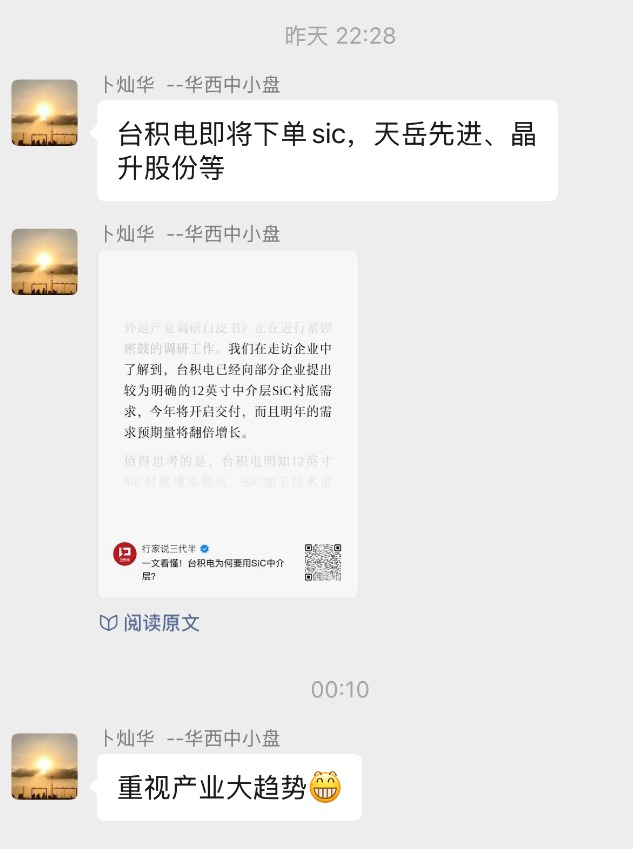 昨天 22:28
卜灿华 --华西中小盘
台积电即将下单sic，天岳先进、晶
升股份等
卜灿华 --华西中小盘
外延产业调研白皮书》正在进行紧锣
密鼓的调研工作。我们在走访企业中
了解到，台积电已经向部分企业提出
较为明确的12英寸中介层SiC衬底需
求，今年将开启交付，而且明年的需
求预期量将翻倍增长。
值得思考的是，台积电明知12英寸
SiC衬底成本很高、SiC加工技术也
行家说三代半
一文看懂！台积电为何要用SiC中介
层?
阅读原文
00:10
卜灿华 --华西中小盘
重视产业大趋势😁